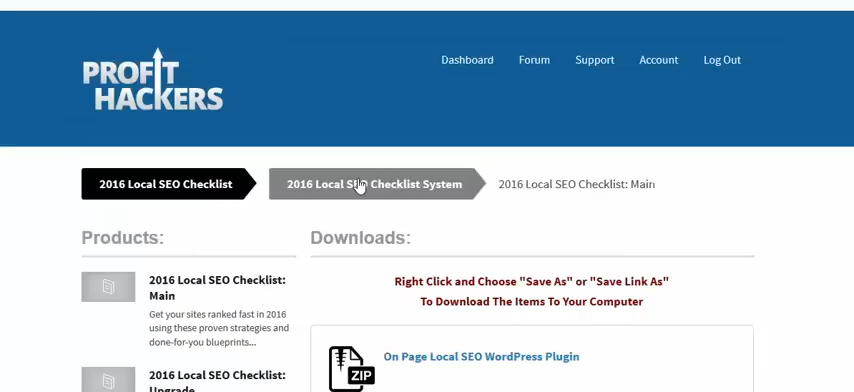 PROFIT
HACKERS
Dashboard Forum Support Account Log Out
2016 Local SEO Checklist
2016 Local SEO Checklist System
2016 Local SEO Checklist: Main
Products:
2016 Local SEO Checklist:
Main
Get your sites ranked fast in 2016
using these proven strategies and
done-for-you blueprints...
2016 Local SEO Checklist:
Upgrade
Downloads:
Right Click and Choose "Save As" or "Save Link As"
To Download The Items To Your Computer
ZIP
On Page Local SEO WordPress Plugin